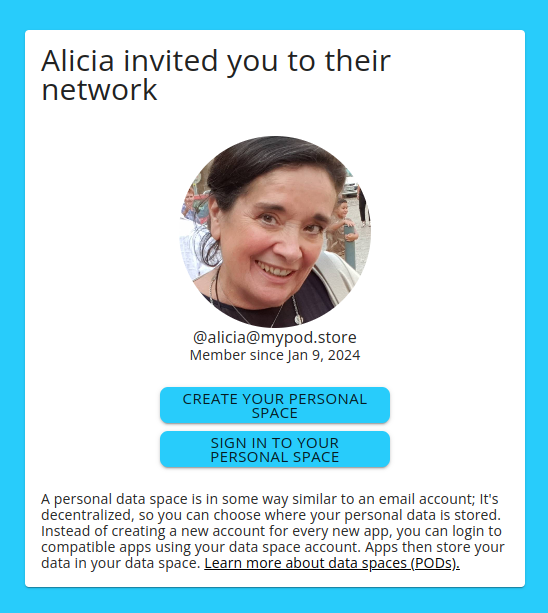 Alicia invited you to their
network
@alicia@mypod.store
Member since Jan 9, 2024
CREATE YOUR PERSONAL
SPACE
SIGN IN TO YOUR
PERSONAL SPACE
A personal data space is in some way similar to an email account; It's
decentralized, so you can choose where your personal data is stored.
Instead of creating a new account for every new app, you can login to
compatible apps using your data space account. Apps then store your
data in your data space. Learn more about data spaces (PODs).